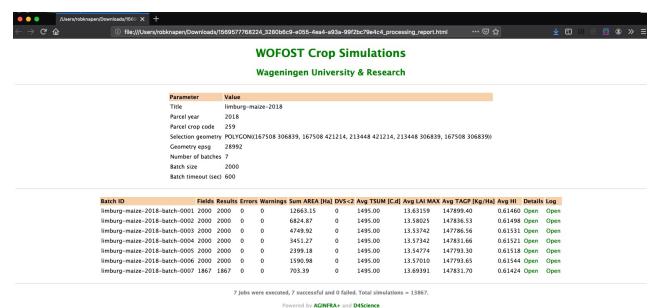 /Users/robknapen/Downloads/1569
file:///Users/robknapen/Downloads/1569577768224_3280b6c9-e055-4ea4-a93a-99f2bc79e4c4_processing_report.html
WOFOST Crop Simulations
Wageningen University & Research
Parameter Value
Title limburg-maize-2018
Parcel year 2018
Parcel crop code 259
Selection geometry POLYGON((167508 306839, 167508 421214, 213448 421214, 213448 306839, 167508 306839))
Geometry epsg 28992
Number of batches 7
Batch size 2000
Batch timeout (sec) 600
Batch ID Fields Results Errors Warnings Sum AREA [Ha] DVS<2 Avg TSUM [C.d] Avg LAI MAX Avg TAGP [Kg/Ha] Avg HI Details Log
limburg-maize-2018-batch-0001 2000 2000 0 0 12663.15 0 1495.00 13.63159 147899.40 0.61460 Open Open
limburg-maize-2018-batch-0002 2000 2000 0 0 6824.87 0 1495.00 13.58025 147836.53 0.61498 Open Open
limburg-maize-2018-batch-0003 2000 2000 0 0 4749.92 0 1495.00 13.53742 147786.56 0.61531 Open Open
limburg-maize-2018-batch-0004 2000 2000 0 0 3451.27 0 1495.00 13.57342 147831.66 0.61521 Open Open
limburg-maize-2018-batch-0005 2000 2000 0 0 2399.18 0 1495.00 13.54774 147793.30 0.61518 Open Open
limburg-maize-2018-batch-0006 2000 2000 0 0 1590.98 0 1495.00 13.57010 147793.65 0.61544 Open Open
limburg-maize-2018-batch-0007 1867 1867 0 0 703.39 0 1495.00 13.69391 147831.70 0.61424 Open Open
7 jobs were executed, 7 successful and 0 failed. Total simulations = 13867.
Powered by AGINFRA+ and D4Science